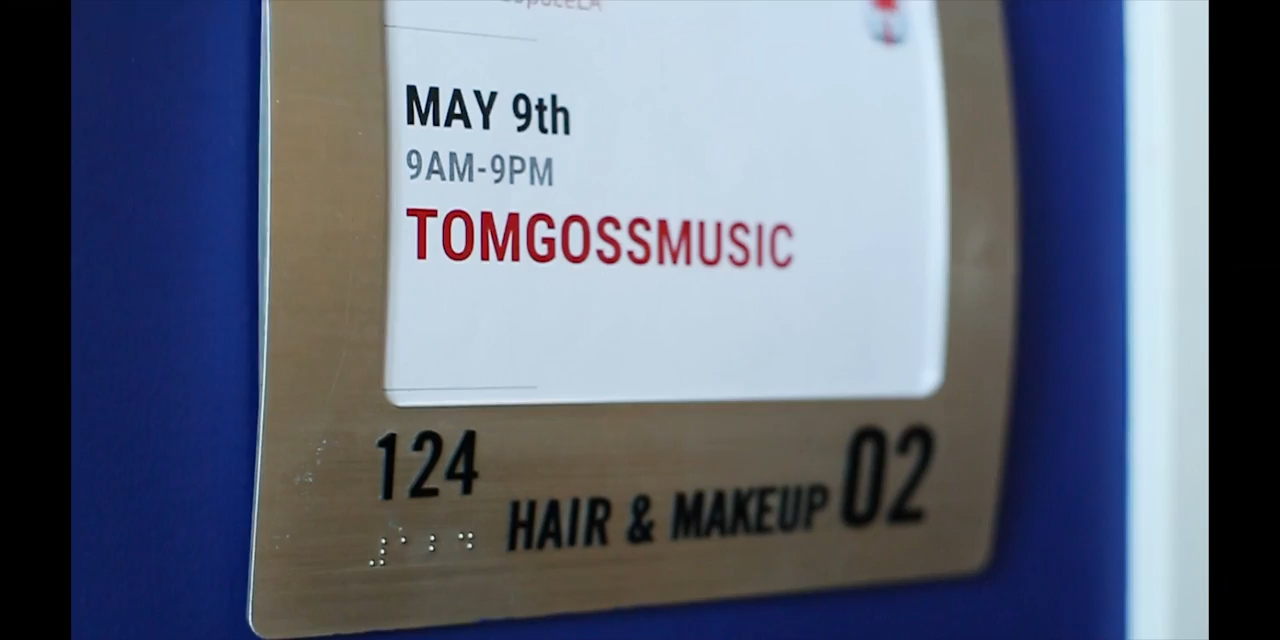 MAY 9th
9AM-9PM
TOMGOSSMUSIC
124
HAIR & MAKEUP 02